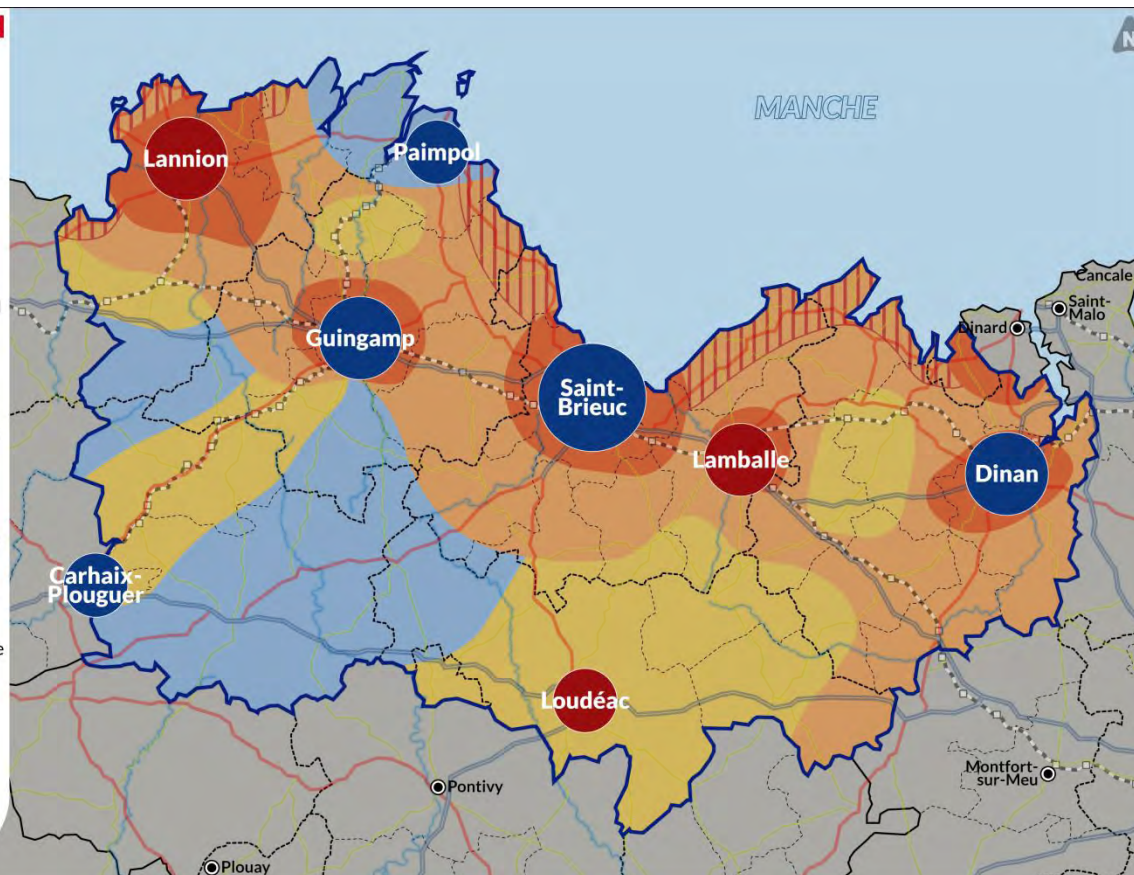 N
MANCHE
Lannion
Paimpol
Cancale
Saint-
Malo
Dinard
Guingamp
Saint-
Brieuc
Lamballe
Dinan
Carhaix-
Plouguer
e
Loudéac
Montfort-
sur-Meu
Pontivy
Plouay